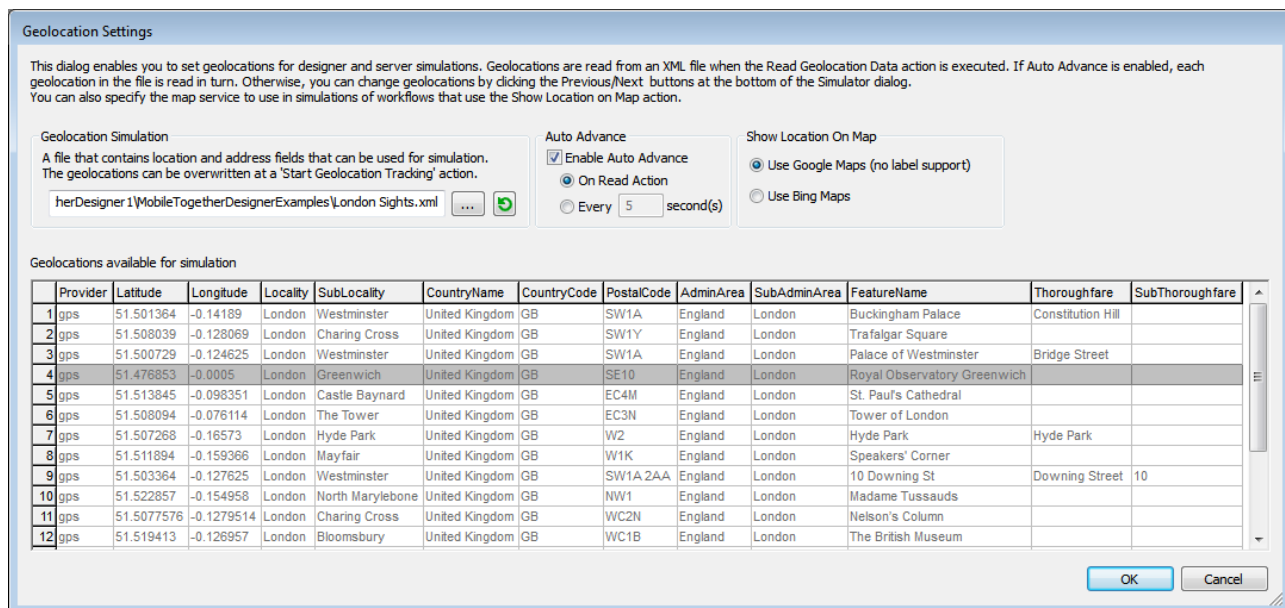 Geolocation Settings
This dialog enables you to set geolocations for designer and server simulations. Geolocations are read from an XML file when the Read Geolocation Data action is executed. If Auto Advance is enabled, each
geolocation in the file is read in turn. Otherwise, you can change geolocations by clicking the Previous/Next buttons at the bottom of the Simulator dialog.
You can also specify the map service to use in simulations of workflows that use the Show Location on Map action.
Geolocation Simulation
A file that contains location and address fields that can be used for simulation.
The geolocations can be overwritten at a 'Start Geolocation Tracking' action.
herDesigner1\MobileTogetherDesignerExamples\London Sights.xml ...
Auto Advance
Enable Auto Advance
On Read Action
Every 5 second(s)
Show Location On Map
Use Google Maps (no label support)
Use Bing Maps
Geolocations available for simulation
Provider Latitude Longitude Locality SubLocality CountryName CountryCode PostalCode AdminArea SubAdminArea FeatureName Thoroughfare SubThoroughfare
1 gps 51.501364 -0.14189 London Westminster United Kingdom GB SW1A England London Buckingham Palace Constitution Hill
2 gps 51.508039 -0.128069 London Charing Cross United Kingdom GB SW1Y England London Trafalgar Square
3 gps 51.500729 -0.124625 London Westminster United Kingdom GB SW1A England London Palace of Westminster Bridge Street
4 gps 51.476853 -0.0005 London Greenwich United Kingdom GB SE10 England London Royal Observatory Greenwich
5 gps 51.513845 -0.098351 London Castle Baynard United Kingdom GB EC4M England London St. Paul's Cathedral
6 gps 51.508094 -0.076114 London The Tower United Kingdom GB EC3N England London Tower of London
7 gps 51.507268 -0.16573 London Hyde Park United Kingdom GB W2 England London Hyde Park Hyde Park
8 gps 51.511894 -0.159366 London Mayfair United Kingdom GB W1K England London Speakers' Corner
9 gps 51.503364 -0.127625 London Westminster United Kingdom GB SW1A 2AA England London 10 Downing St Downing Street 10
10 gps 51.522857 -0.154958 London North Marylebone United Kingdom GB NW1 England London Madame Tussauds
11 gps 51.5077576 -0.1279514 London Charing Cross United Kingdom GB WC2N England London Nelson's Column
12 gps 51.519413 -0.126957 London Bloomsbury United Kingdom GB WC1B England London The British Museum
OK Cancel